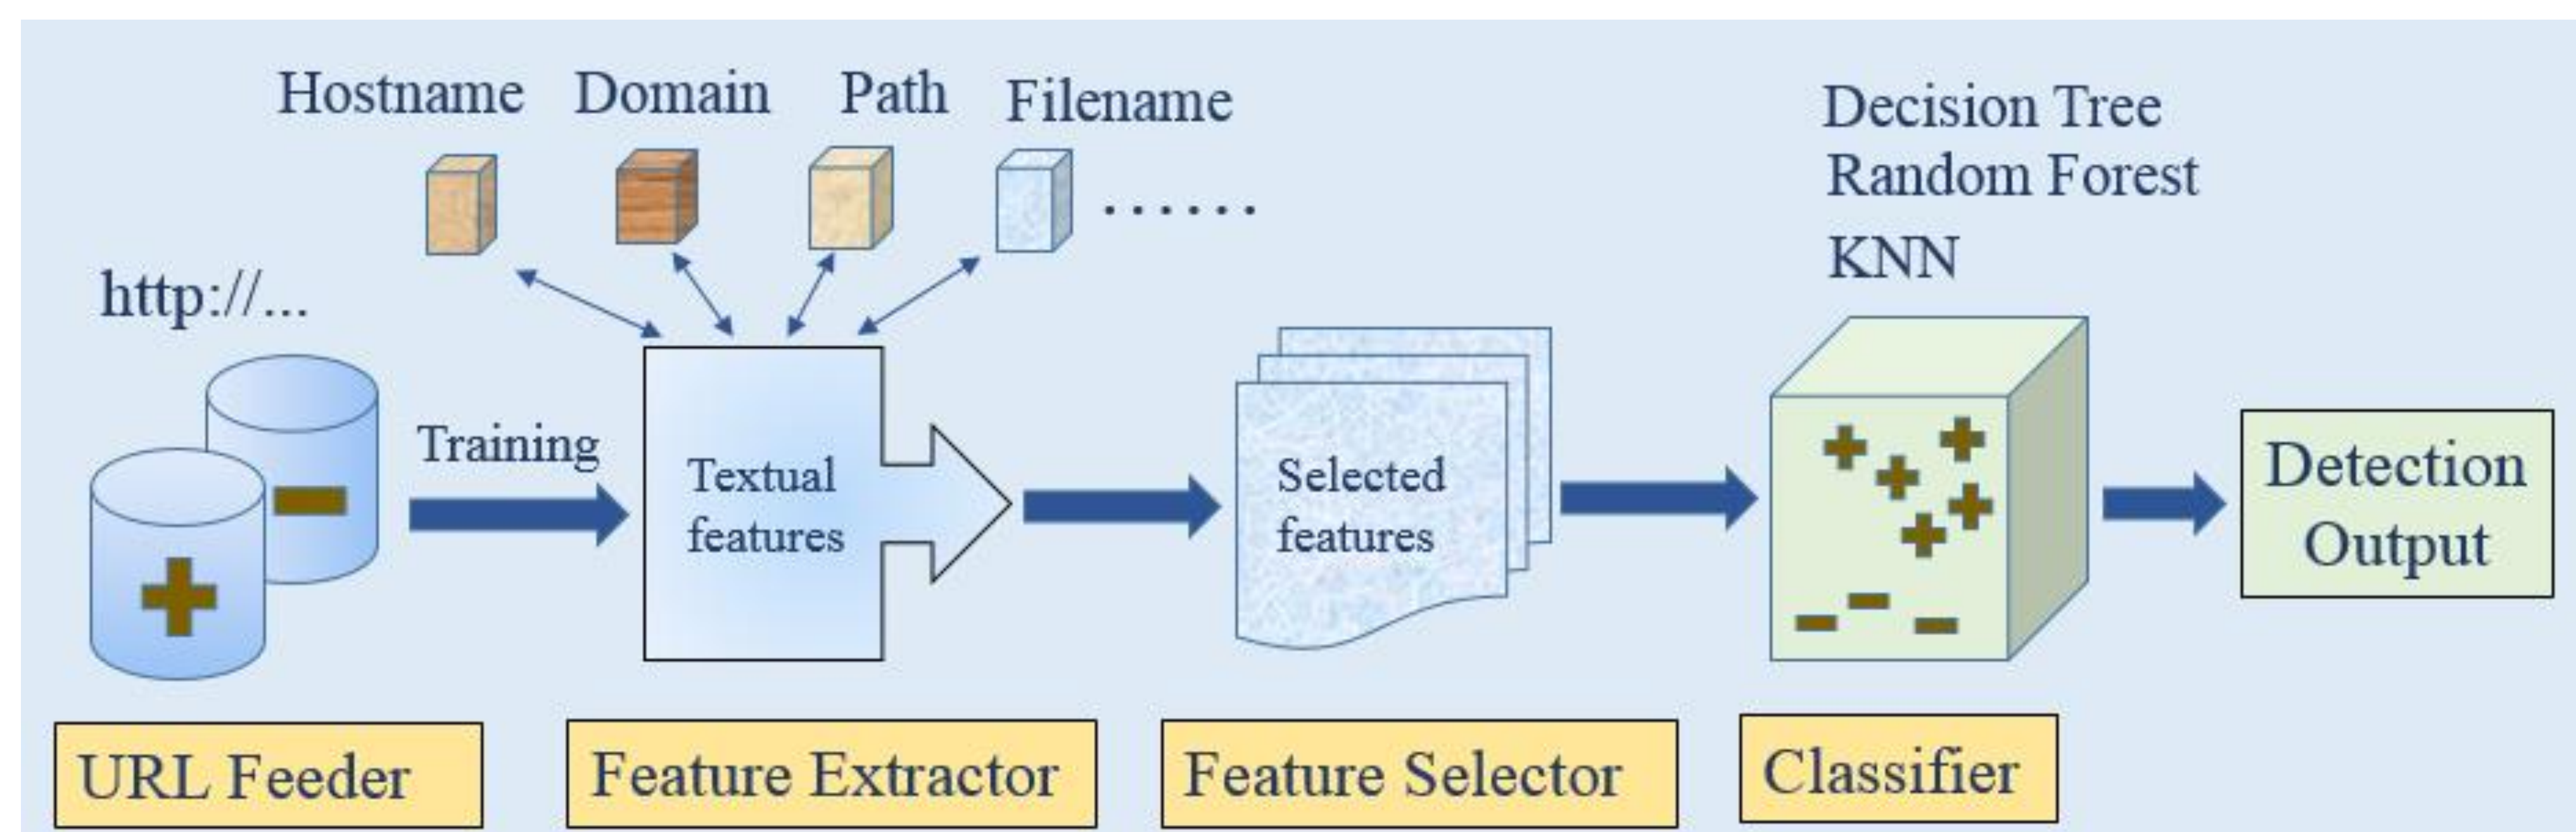 Hostname Domain Path Filename
......
Decision Tree
Random Forest
KNN
http://...
Training
Textual
features
Selected
features
Detection
Output
URL Feeder
Feature Extractor
Feature Selector
Classifier